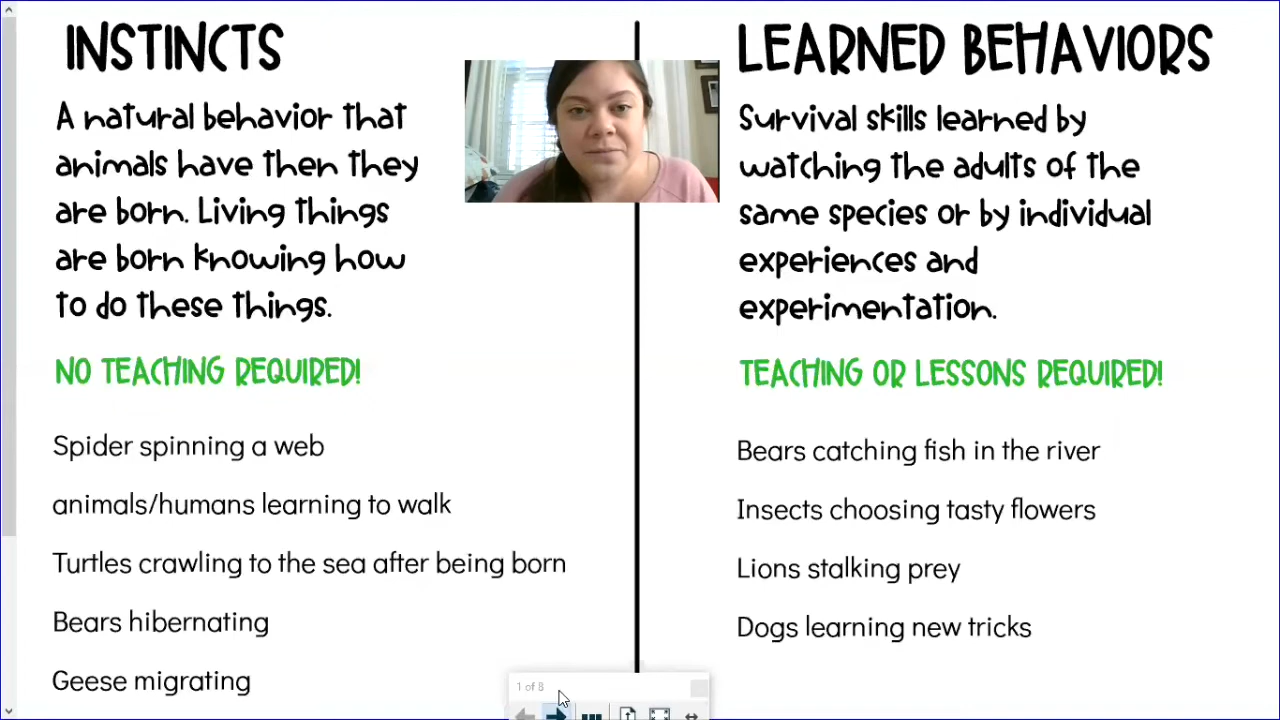 INSTINCTS
A natural behavior that
animals have then they
are born. Living things
are born knowing how
to do these things.
NO TEACHING REQUIRED!
Spider spinning a web
animals/humans learning to walk
Turtles crawling to the sea after being born
Bears hibernating
Geese migrating
LEARNED BEHAVIORS
Survival skills learned by
watching the adults of the
same species or by individual
experiences and
experimentation.
TEACHING OR LESSONS REQUIRED!
Bears catching fish in the river
Insects choosing tasty flowers
Lions stalking prey
Dogs learning new tricks
1 of 8